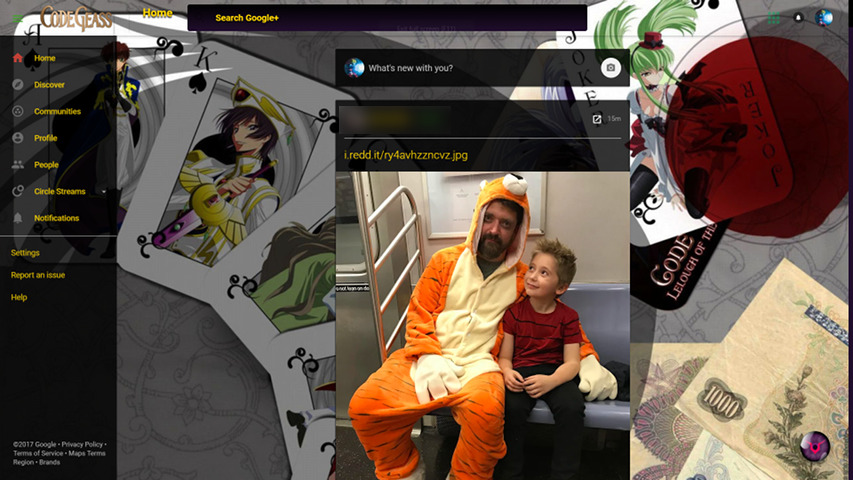 CODE GEASS
Home
Search Google+
Home
Discover
Communities
Profile
People
Circle Streams
Notifications
Settings
Report an issue
Help
©2017 Google • Privacy Policy •
Terms of Service • Maps Terms
Region • Brands
What's new with you?
15m
i.redd.it/ry4avhzzncvz.jpg
A
K
JOKER
JOKER
CODE
LELOUCH OF THE
1000